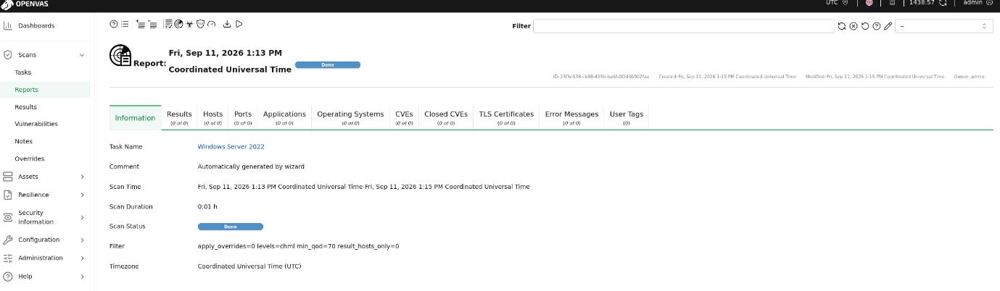 OPENVAS
UTC
1438:57
admin
Dashboards
Scans
Tasks
Reports
Results
Vulnerabilities
Notes
Overrides
Assets
Resilience
Security
Information
Configuration
Administration
Help
Filter
--
Report:
Fri, Sep 11, 2026 1:13 PM
Coordinated Universal Time
Done
ID: 23f3e538-cb88-435b-ba6f-0f243b902faa Created: Fri, Sep 11, 2026 1:13 PM Coordinated Universal Time Modified: Fri, Sep 11, 2026 1:15 PM Coordinated Universal Time Owner: admin
Information
Results
(0 of 0)
Hosts
(0 of 0)
Ports
(0 of 0)
Applications
(0 of 0)
Operating Systems
(0 of 0)
CVEs
(0 of 0)
Closed CVEs
(0 of 0)
TLS Certificates
(0 of 0)
Error Messages
(0 of 0)
User Tags
(0)
Task Name Windows Server 2022
Comment Automatically generated by wizard
Scan Time Fri, Sep 11, 2026 1:13 PM Coordinated Universal Time-Fri, Sep 11, 2026 1:15 PM Coordinated Universal Time
Scan Duration 0:01 h
Scan Status Done
Filter apply_overrides=0 levels=chml min_qod=70 result_hosts_only=0
Timezone Coordinated Universal Time (UTC)